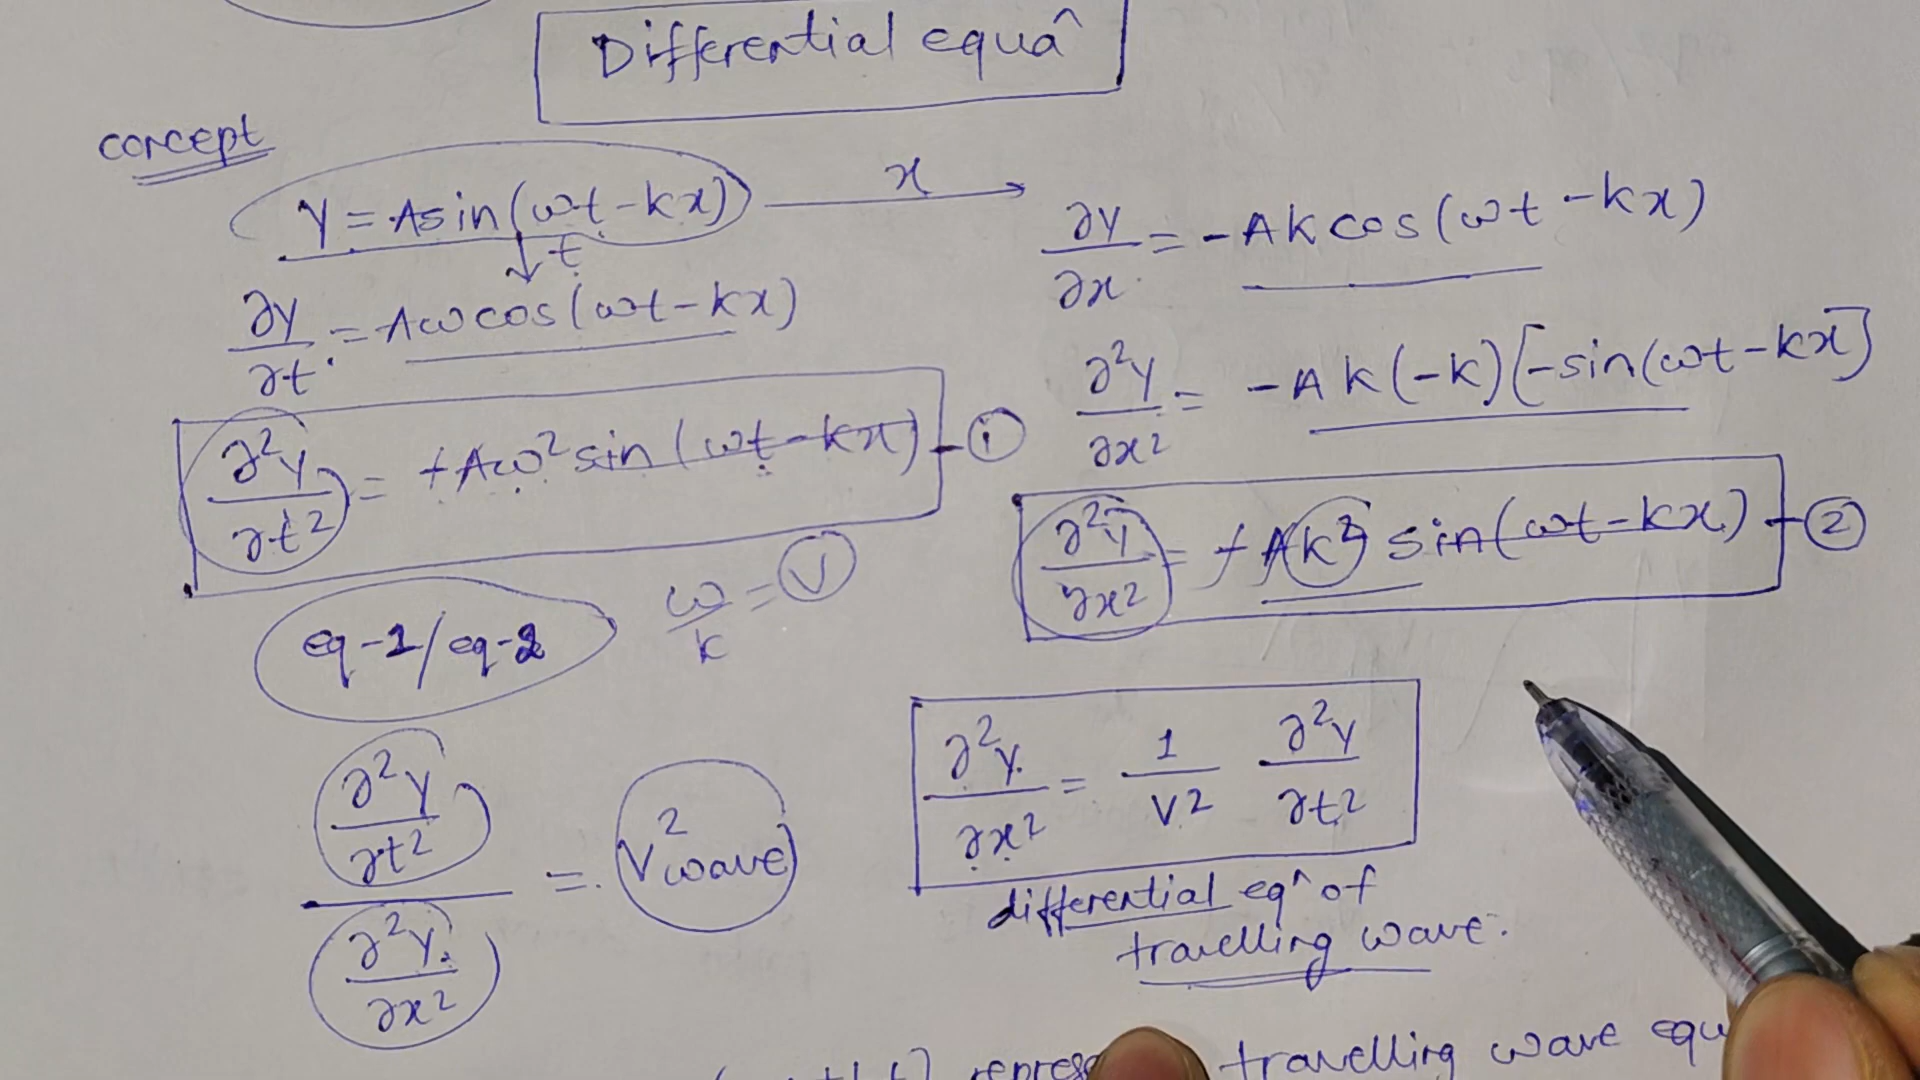 Differential equaˆ
concept
y = A sin(ωt - kx)
x
t
∂y/∂t = Aω cos(ωt - kx)
∂²y/∂t² = +Aω² sin(ωt - kx) - ①
∂y/∂x = -Ak cos(ωt - kx)
∂²y/∂x² = -Ak(-k)[-sin(ωt - kx]
∂²y/∂x² = +Ak² sin(ωt - kx) - ②
eq-1/eq-2
ω/k = V
∂²y/∂t² / ∂²y/∂x² = V²wave
∂²y/∂x² = 1/V² ∂²y/∂t²
differential eqˆ of
travelling wave.
travelling wave equ